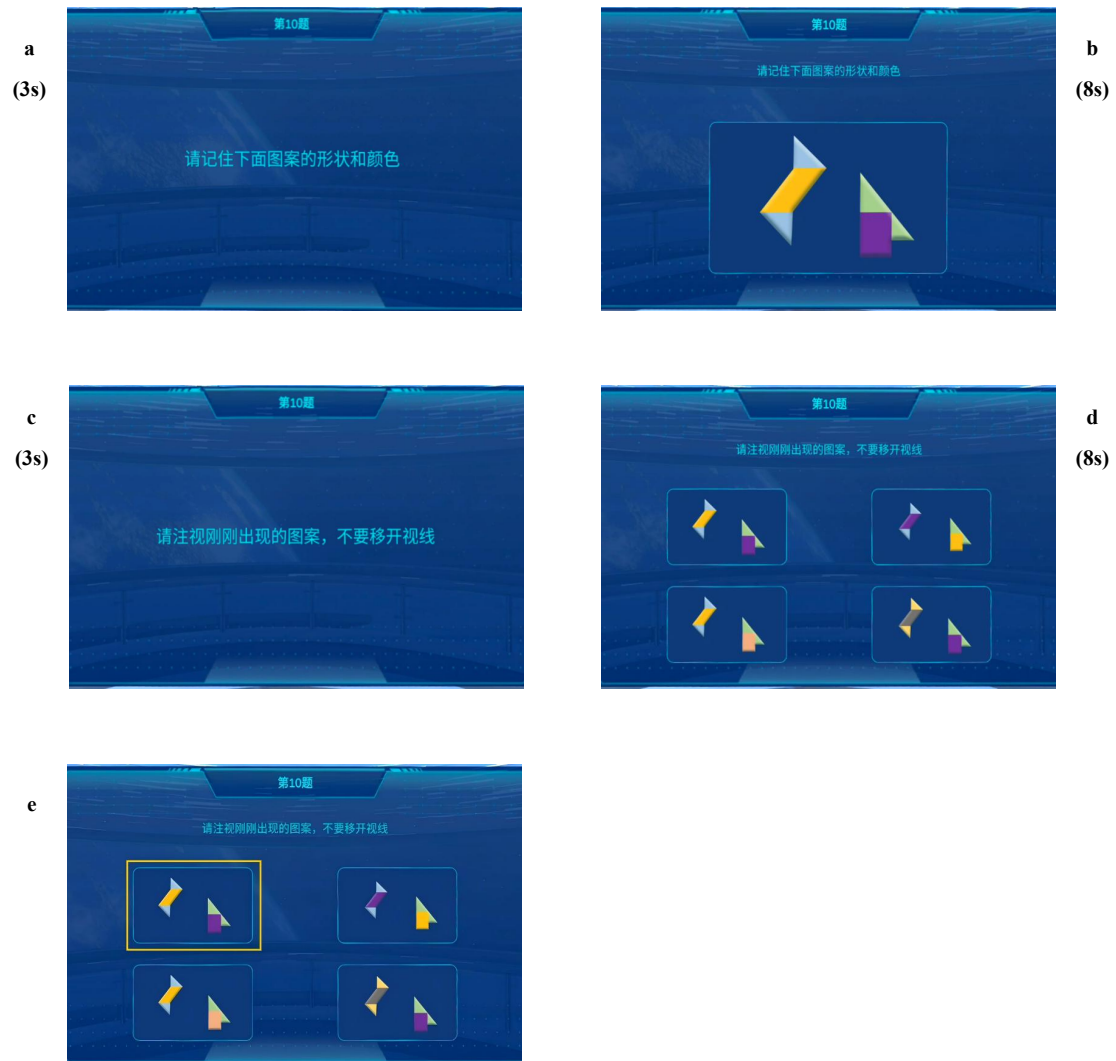 a
(3s)
第10题
请记住下面图案的形状和颜色
b
(8s)
第10题
请记住下面图案的形状和颜色
c
(3s)
第10题
请注视刚刚出现的图案，不要移开视线
d
(8s)
第10题
请注视刚刚出现的图案，不要移开视线
e
第10题
请注视刚刚出现的图案，不要移开视线